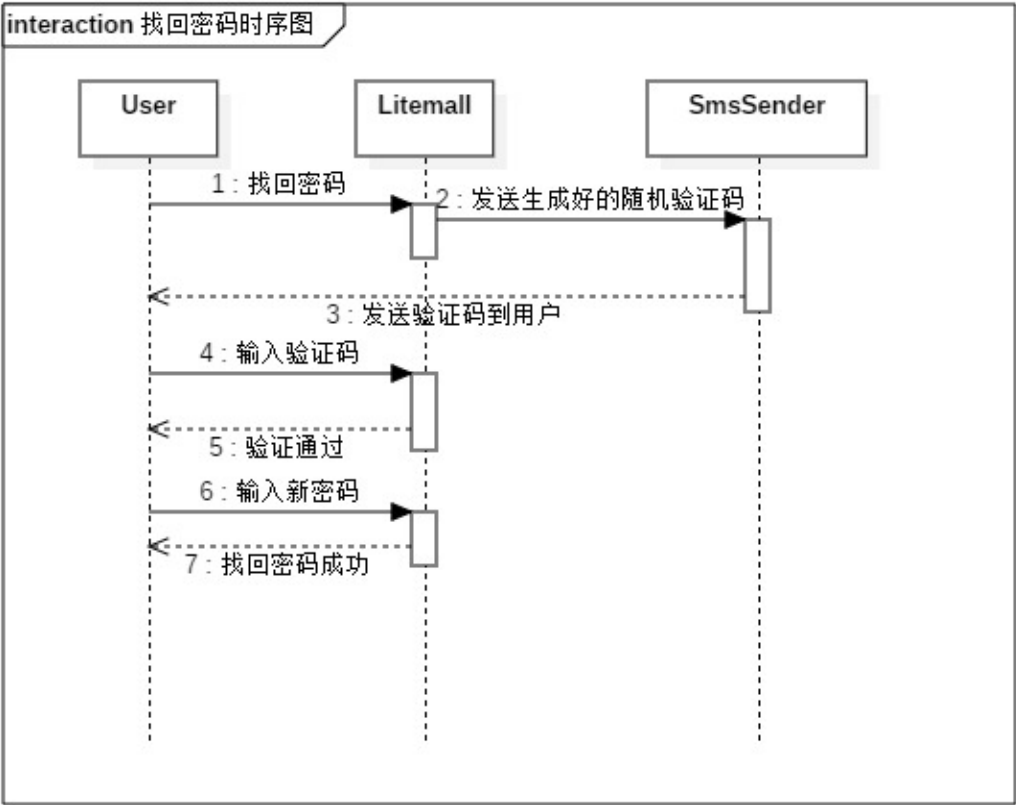 interaction 找回密码时序图
User
Litemall
SmsSender
1 : 找回密码
2 : 发送生成好的随机验证码
3 : 发送验证码到用户
4 : 输入验证码
5 : 验证通过
6 : 输入新密码
7 : 找回密码成功